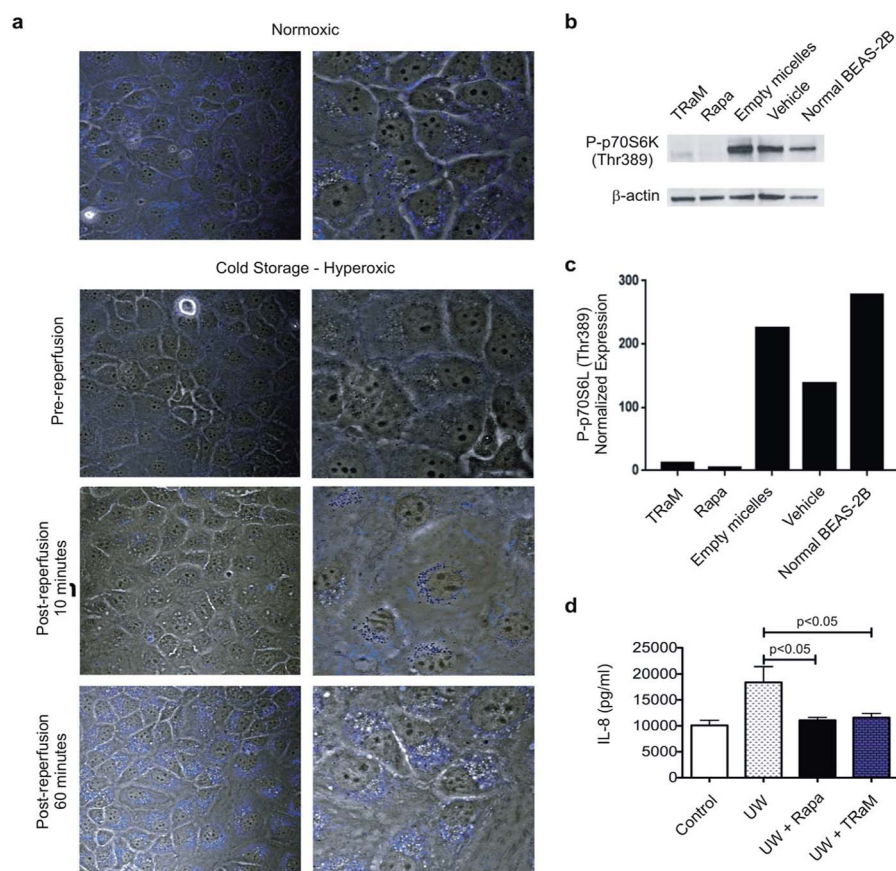 a
Normoxic
Cold Storage - Hyperoxic
Pre-reperfusion
Post-reperfusion
10 minutes
Post-reperfusion
60 minutes
b
TRaM
Rapa
Empty micelles
Vehicle
Normal BEAS-2B
P-p70S6K
(Thr389)
β-actin
c
P-p70S6L (Thr389)
Normalized Expression
300
200
100
0
TRaM
Rapa
Empty micelles
Vehicle
Normal BEAS-2B
d
p<0.05
p<0.05
IL-8 (pg/ml)
25000
20000
15000
10000
5000
0
Control
UW
UW + Rapa
UW + TRaM